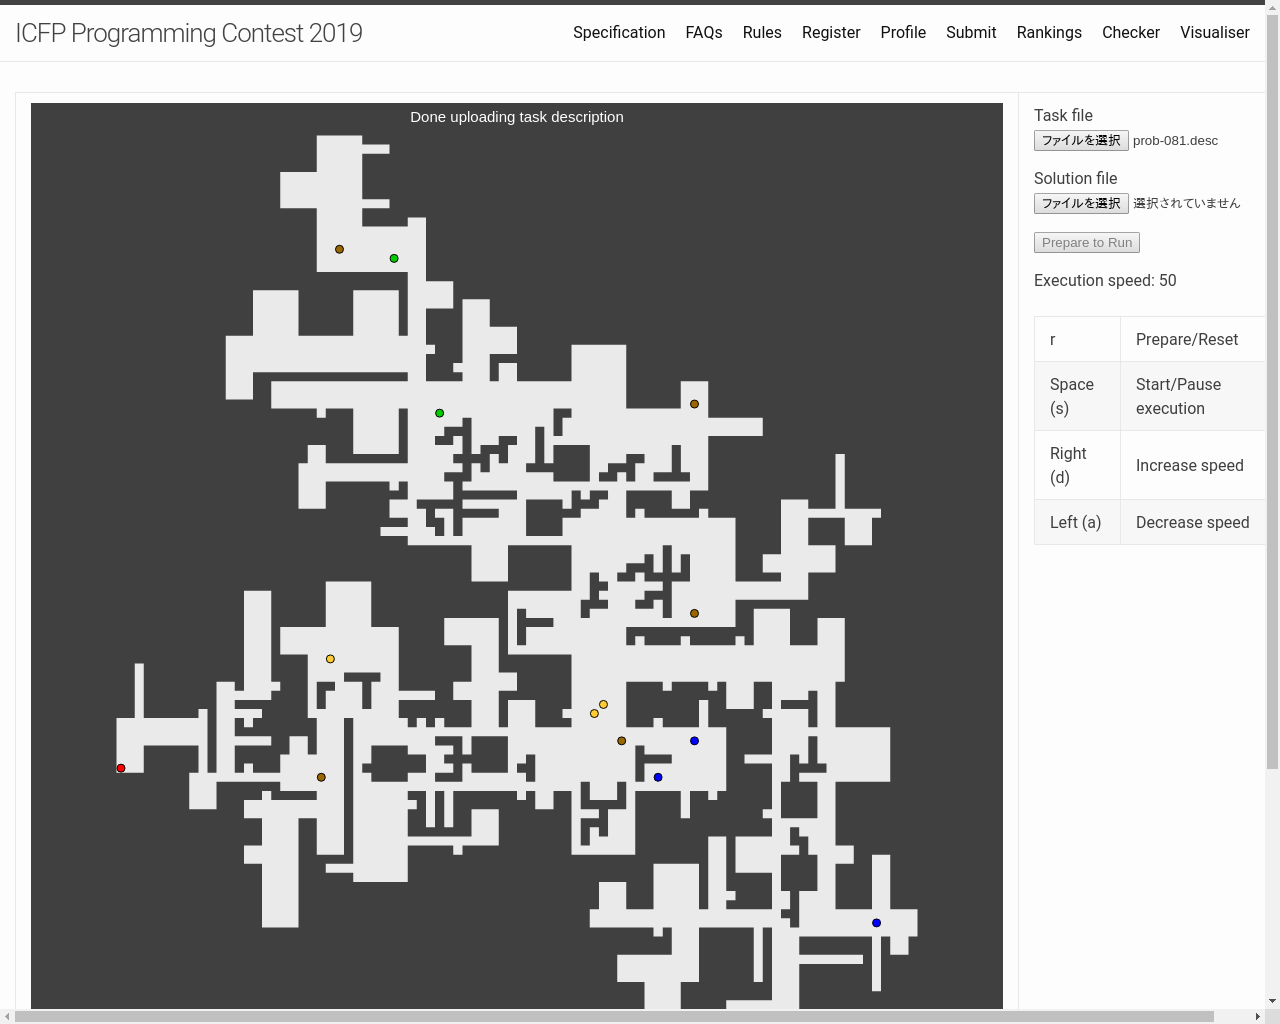 ICFP Programming Contest 2019
Specification FAQs Rules Register Profile Submit Rankings Checker Visualiser
Done uploading task description
Task file
ファイルを選択 prob-081.desc
Solution file
ファイルを選択 選択されていません
Prepare to Run
Execution speed: 50
r Prepare/Reset
Space (s) Start/Pause execution
Right (d) Increase speed
Left (a) Decrease speed